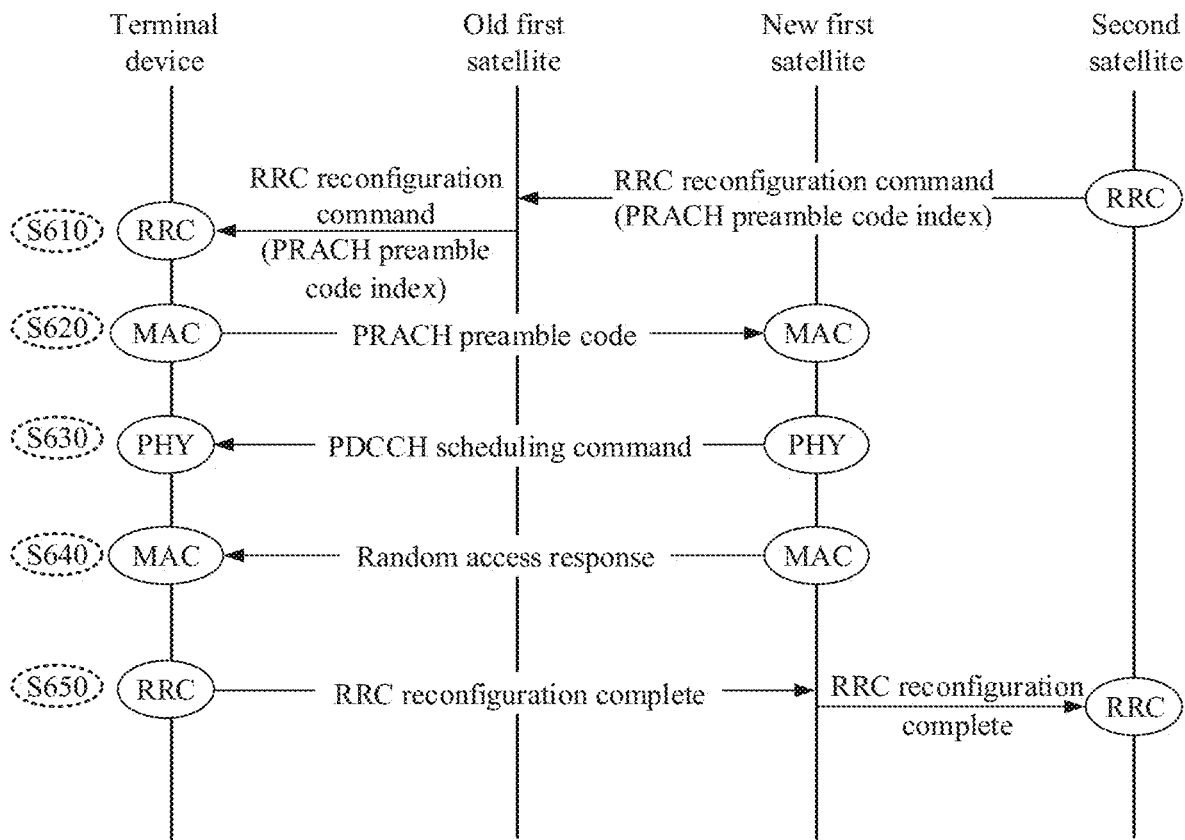 Terminal
device
Old first
satellite
New first
satellite
Second
satellite
RRC reconfiguration
command
(PRACH preamble
code index)
RRC reconfiguration command
(PRACH preamble code index)
RRC
S610
RRC
S620
MAC
PRACH preamble code
MAC
S630
PHY
PDCCH scheduling command
PHY
S640
MAC
Random access response
MAC
S650
RRC
RRC reconfiguration complete
RRC reconfiguration
complete
RRC